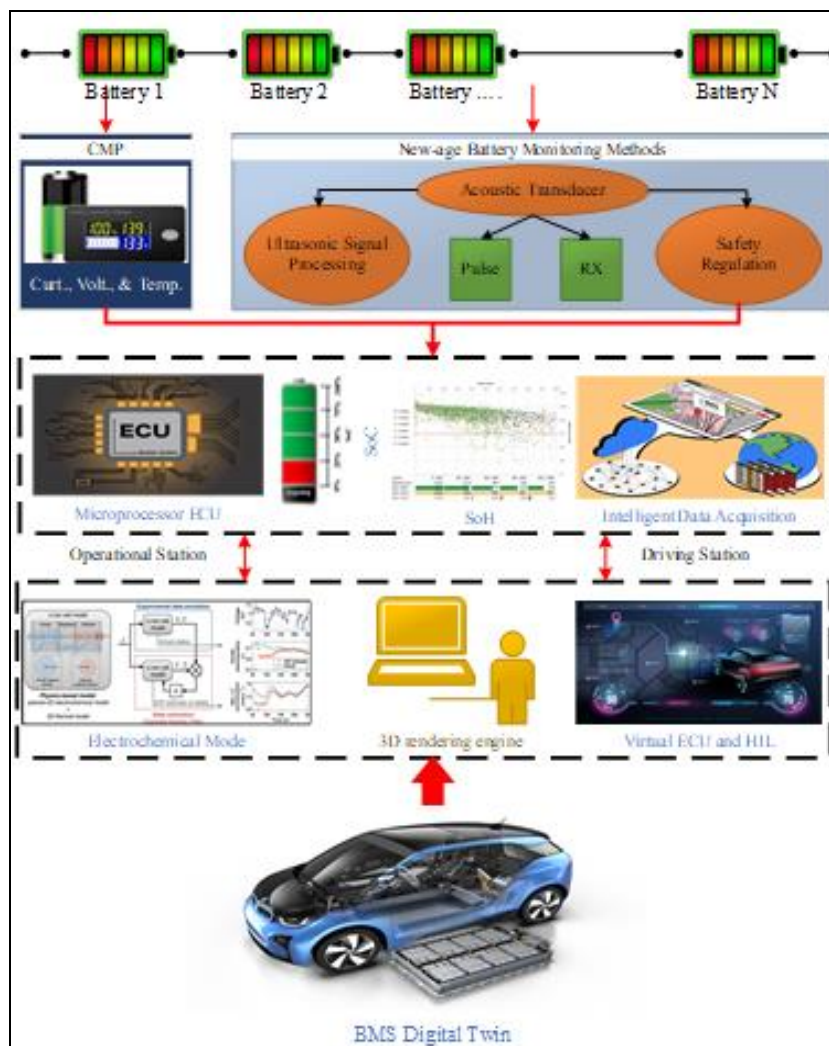 Battery 1
Battery 2
Battery ....
Battery N
CMP
New-age Battery Monitoring Methods
Acoustic Transducer
Ultrasonic Signal
Processing
Pulse
RX
Safety
Regulation
Curt., Volt., & Temp.
ECU
SoC
Microprocessor ECU
SoH
Intelligent Data Acquisition
Operational Station
Driving Station
Electrochemical Mode
3D rendering engine
Virtual ECU and HIL
BMS Digital Twin